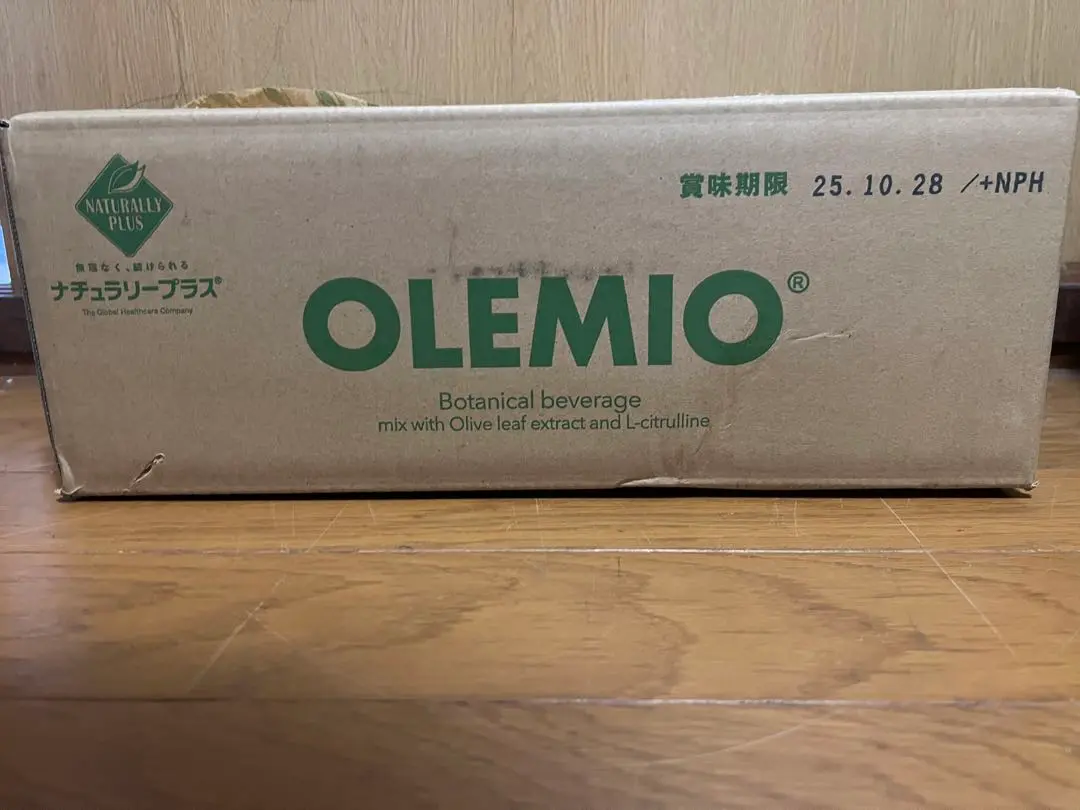 NATURALLY
PLUS
無理なく、続けられる
ナチュラリープラス®
The Global Healthcare Company
賞味期限 25.10.28 /+NPH
OLEMIO®
Botanical beverage
mix with Olive leaf extract and L-citrulline